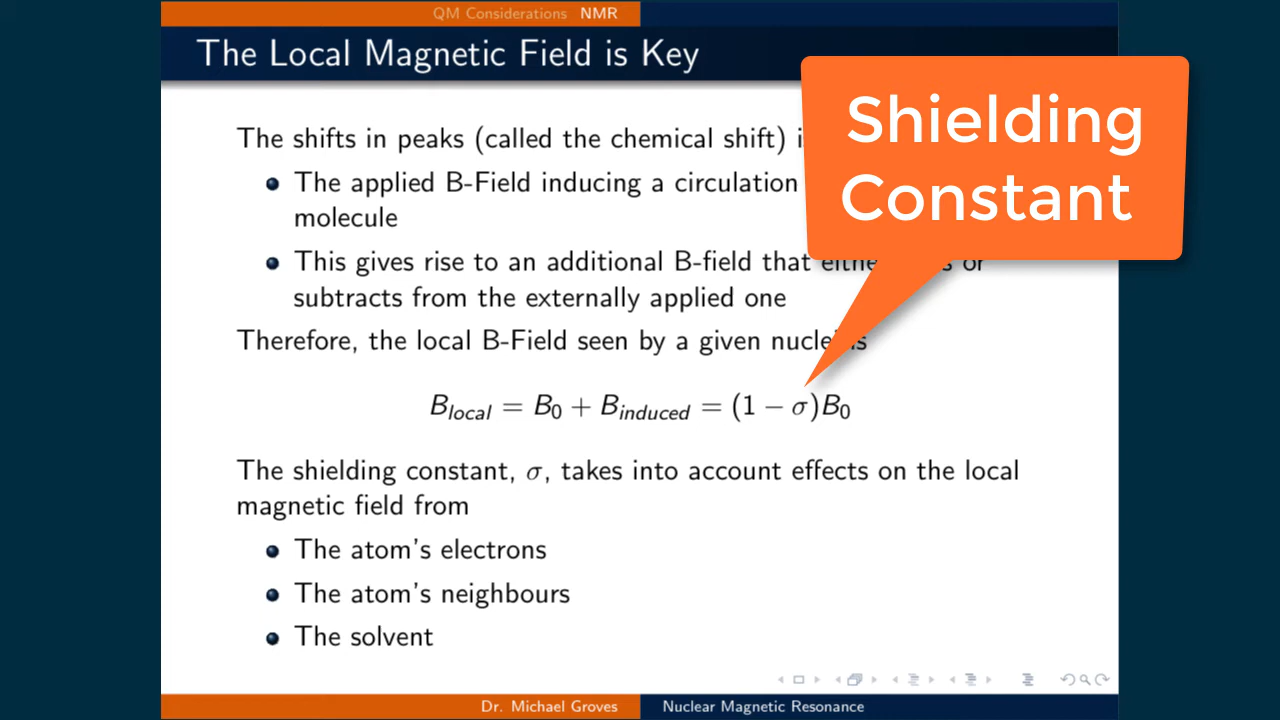 QM Considerations NMR
The Local Magnetic Field is Key
Shielding
Constant
The shifts in peaks (called the chemical shift)
The applied B-Field inducing a circulation
molecule
This gives rise to an additional B-field that or
subtracts from the externally applied one
Therefore, the local B-Field seen by a given
B_local = B_0 + B_induced = (1 − σ)B_0
The shielding constant, σ, takes into account effects on the local
magnetic field from
The atom's electrons
The atom's neighbours
The solvent
Dr. Michael Groves Nuclear Magnetic Resonance